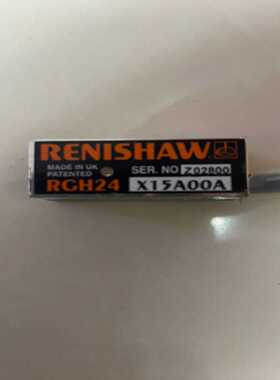 RENISHAW
MADE IN UK
PATENTED
SER. NO Z02800
RGH24 X15A00A